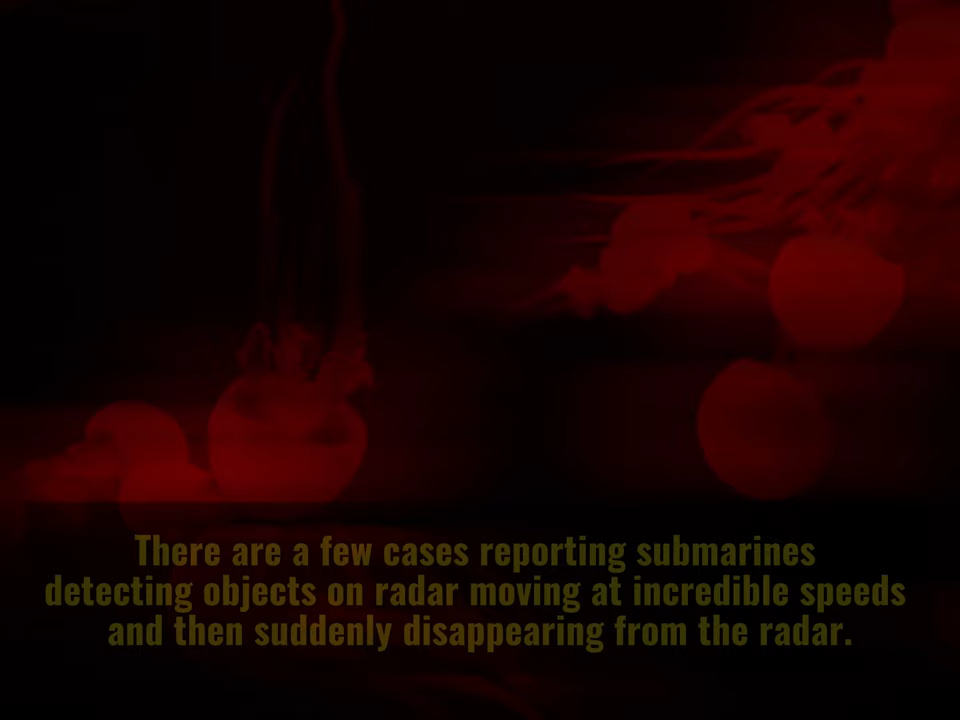 There are a few cases reporting submarines
detecting objects on radar moving at incredible speeds
and then suddenly disappearing from the radar.